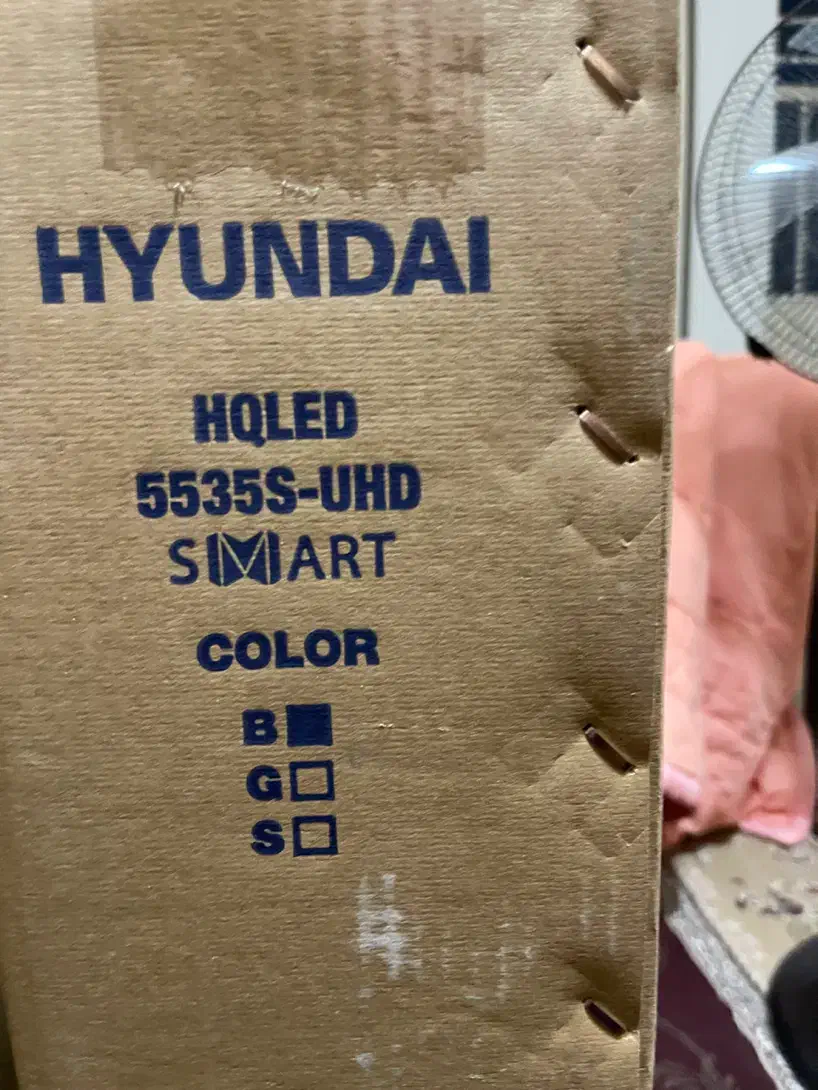 HYUNDAI
HQLED
5535S-UHD
SMART
COLOR
B
G
S